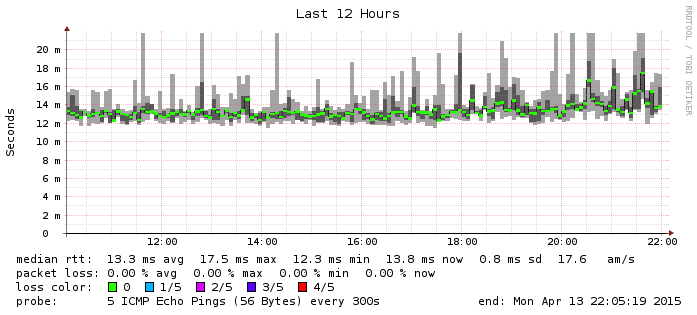 Last 12 Hours
RRDTOOL / TOBI OETIKER
Seconds
20 m
18 m
16 m
14 m
12 m
10 m
8 m
6 m
4 m
2 m
0
12:00 14:00 16:00 18:00 20:00 22:00
median rtt: 13.3 ms avg 17.5 ms max 12.3 ms min 13.8 ms now 0.8 ms sd 17.6 am/s
packet loss: 0.00 % avg 0.00 % max 0.00 % min 0.00 % now
loss color: 0 1/5 2/5 3/5 4/5
probe: 5 ICMP Echo Pings (56 Bytes) every 300s end: Mon Apr 13 22:05:19 2015